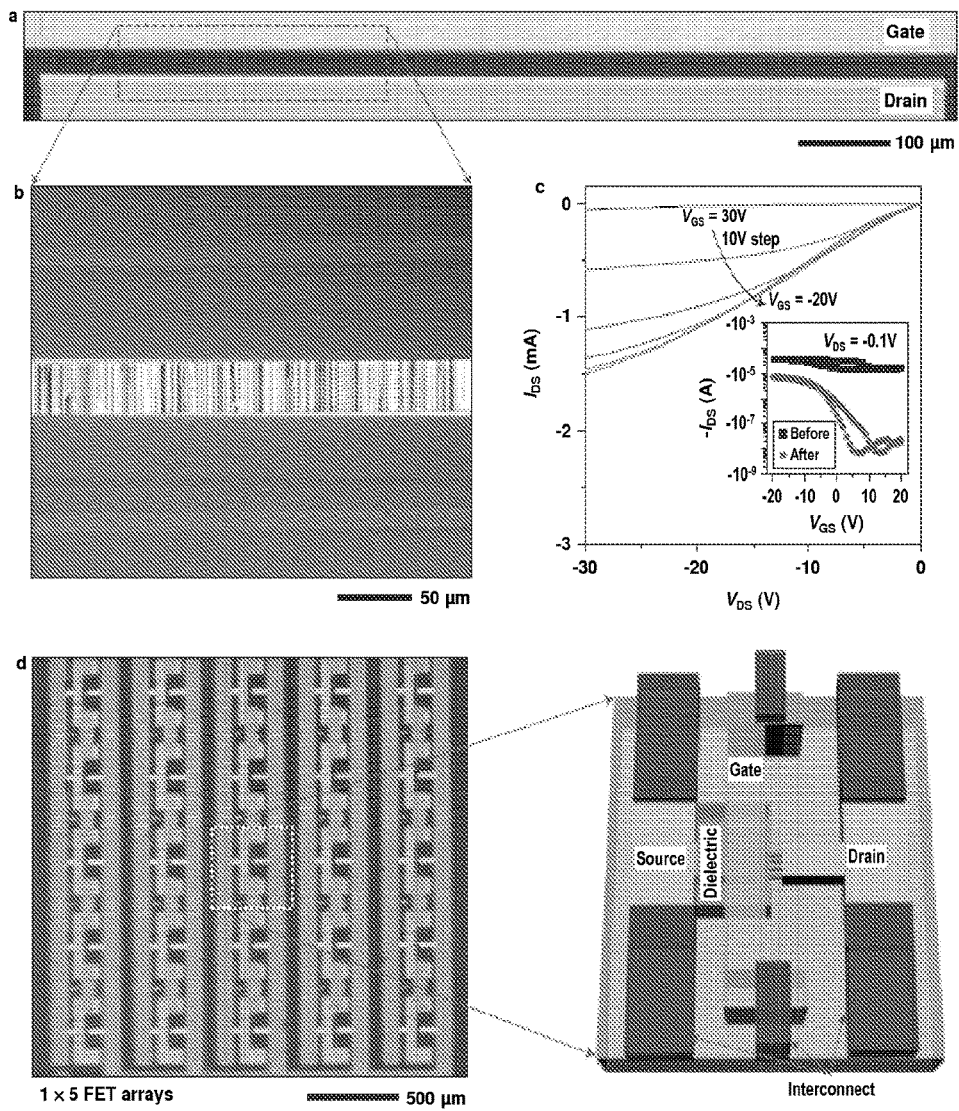 a
Gate
Drain
100 µm
b
50 µm
c
0
-1
-2
-3
I_DS (mA)
V_GS = 30V
10V step
V_GS = -20V
-30
-20
-10
0
V_DS (V)
V_DS = -0.1V
-10^-3
-10^-5
-10^-7
-10^-9
-I_DS (A)
Before
After
-20
-10
0
10
20
V_GS (V)
d
1 × 5 FET arrays
500 µm
Gate
Source
Dielectric
Drain
Interconnect